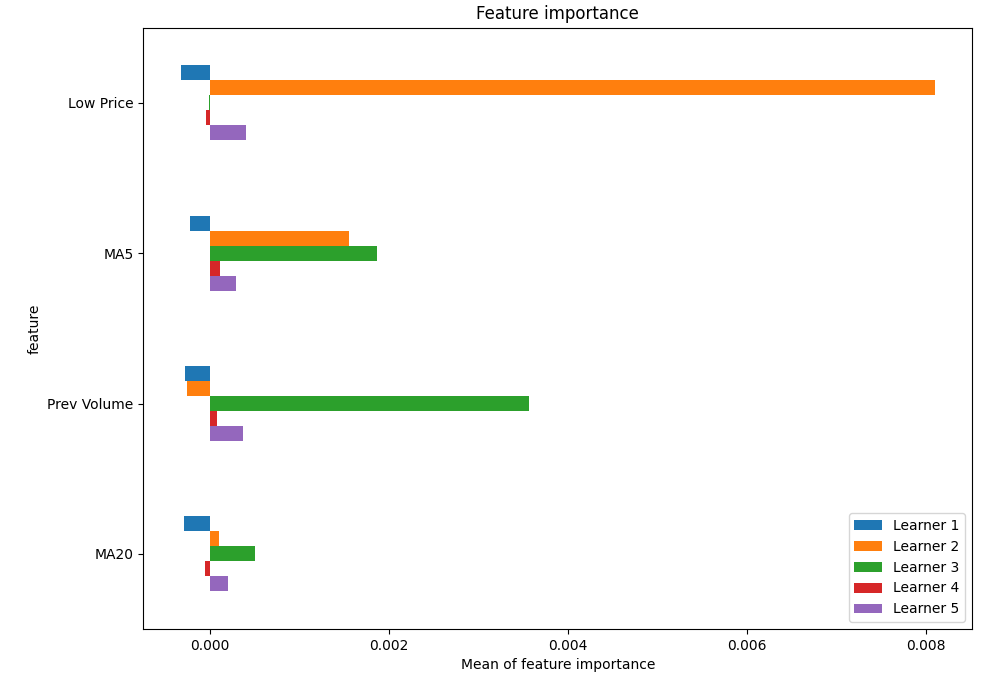 Feature importance
Low Price
MA5
Prev Volume
MA20
feature
Learner 1
Learner 2
Learner 3
Learner 4
Learner 5
0.000 0.002 0.004 0.006 0.008
Mean of feature importance